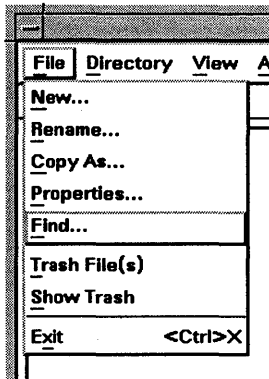 File Directory View A
New...
Rename...
Copy As...
Properties...
Find...
Trash File(s)
Show Trash
Exit <Ctrl>X